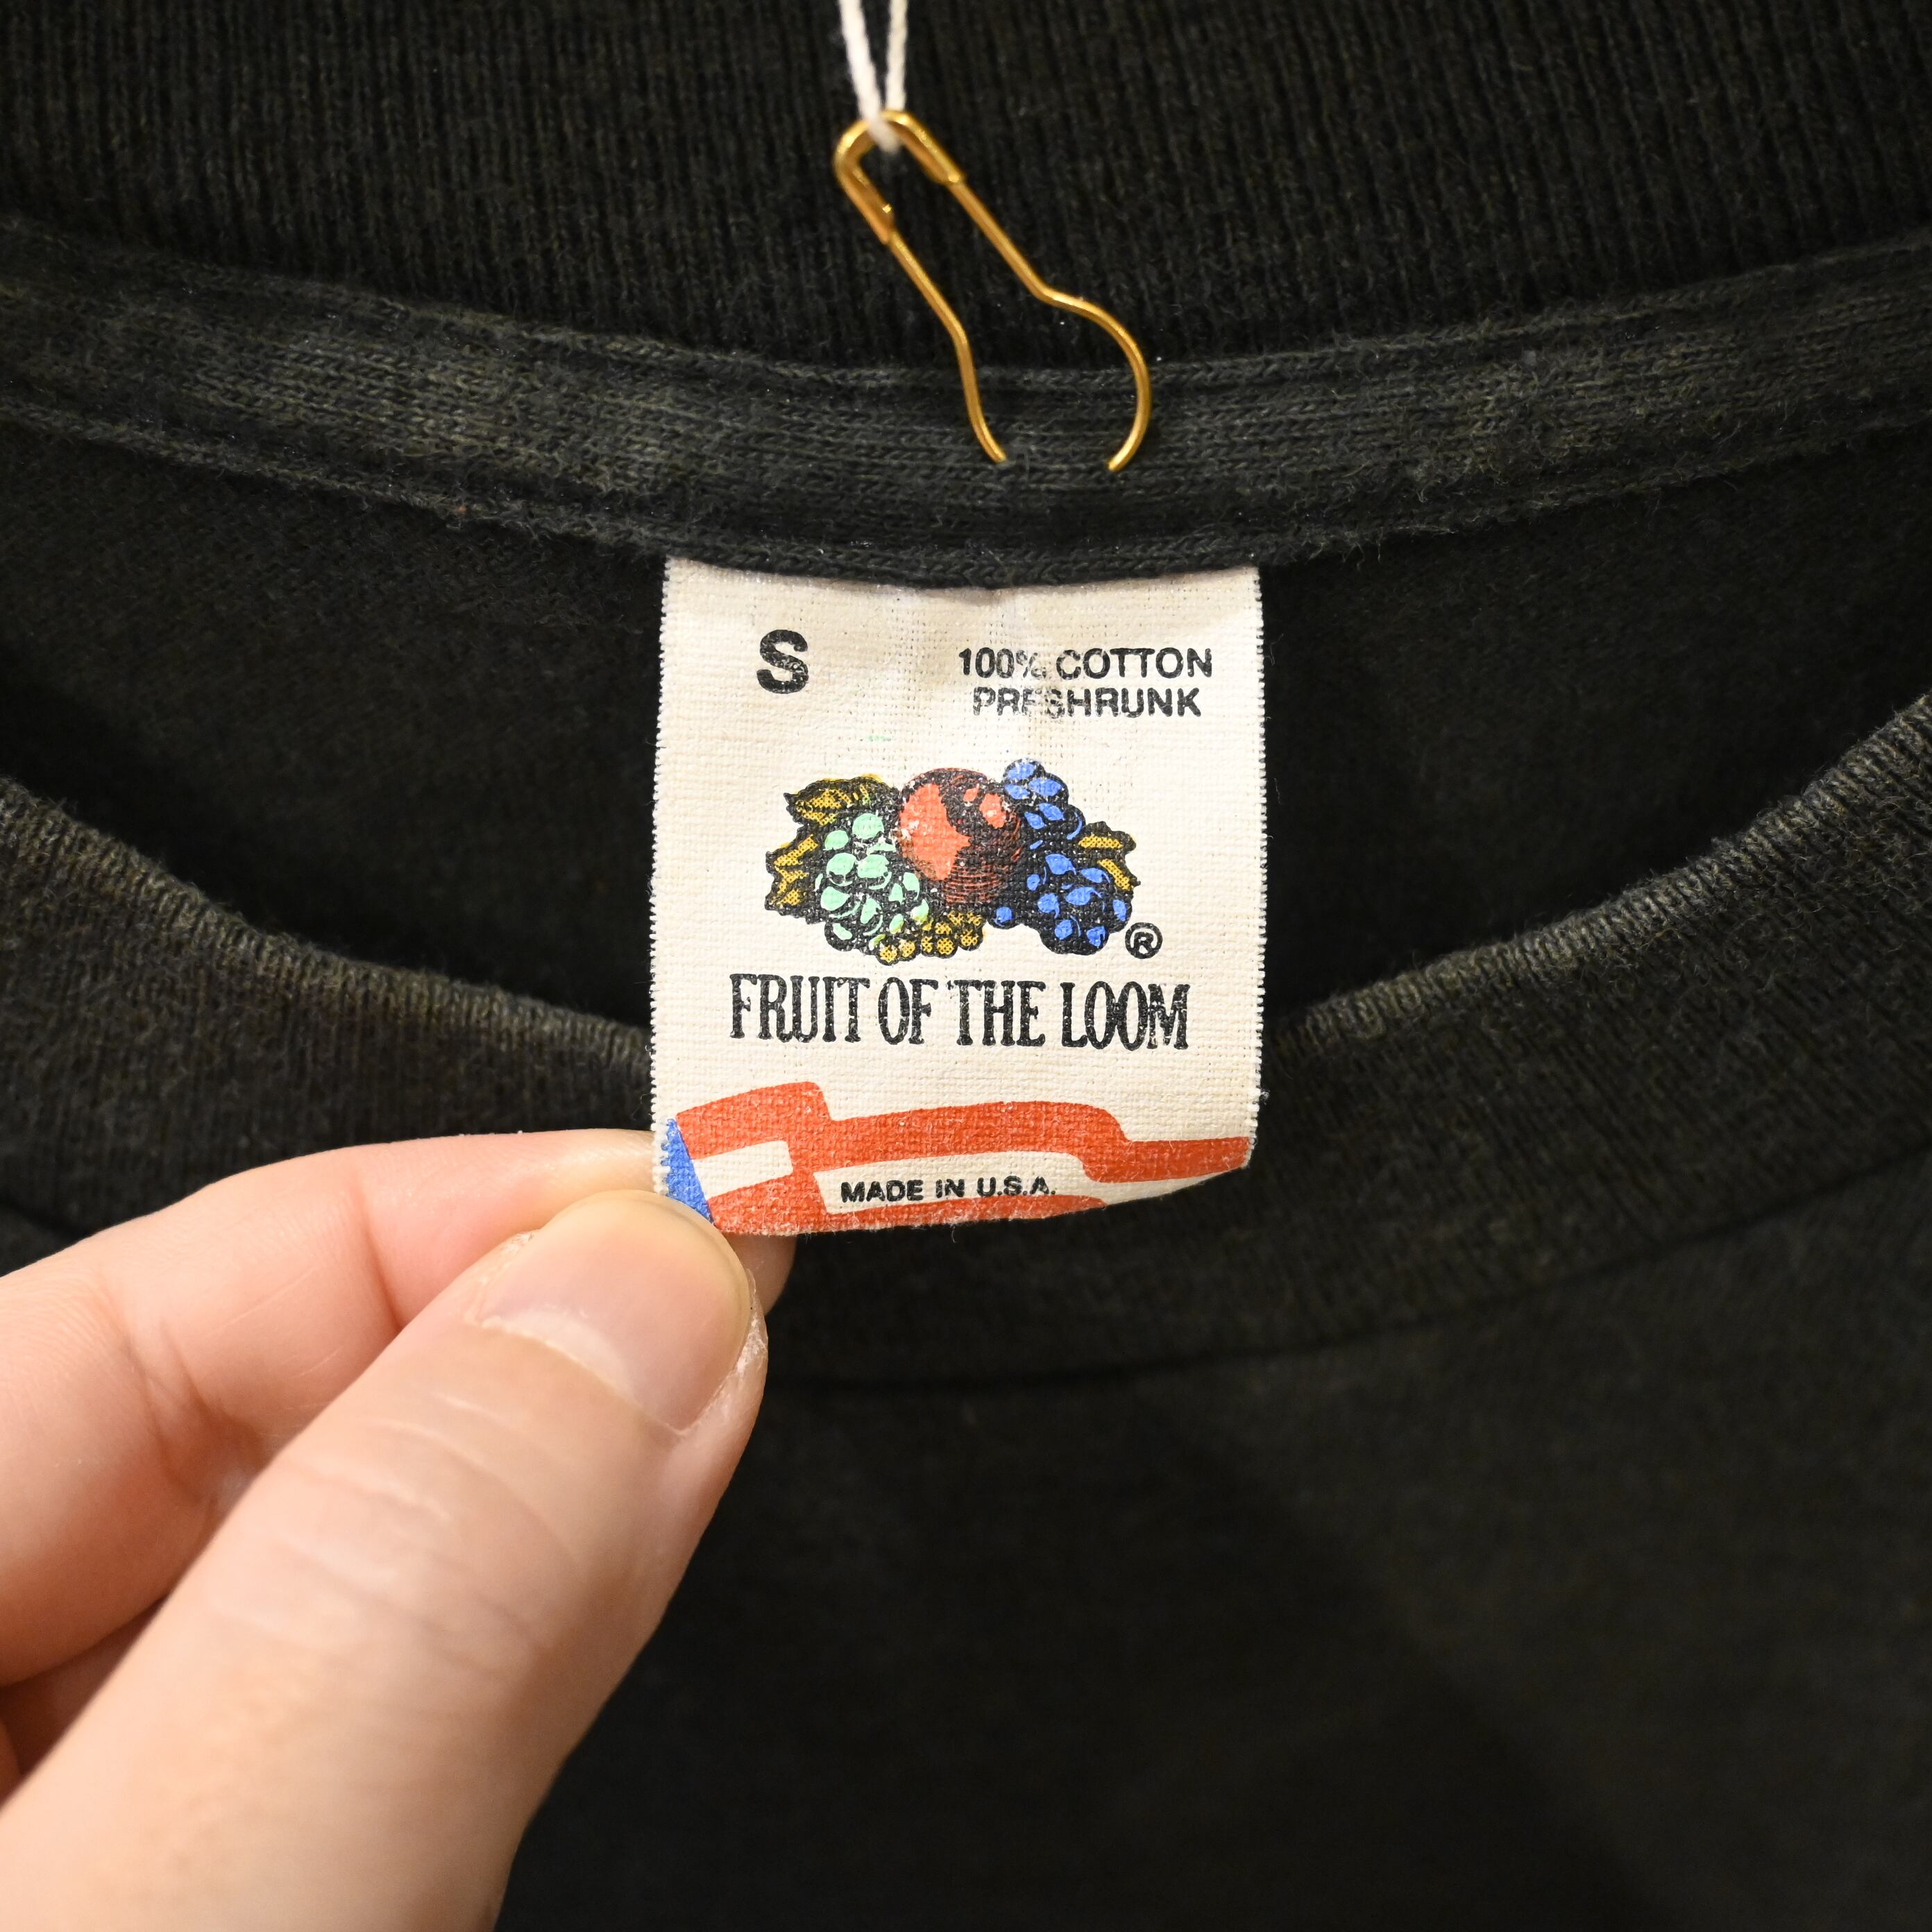 S
100% COTTON
PRESHRUNK
®
FRUIT OF THE LOOM
MADE IN U.S.A.